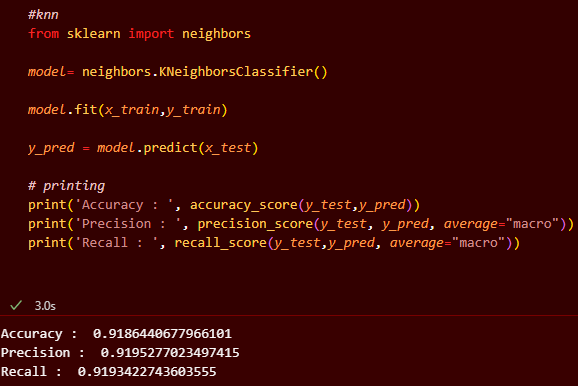 #knn
from sklearn import neighbors
model= neighbors.KNeighborsClassifier()
model.fit(x_train,y_train)
y_pred = model.predict(x_test)
# printing
print('Accuracy : ', accuracy_score(y_test,y_pred))
print('Precision : ', precision_score(y_test, y_pred, average="macro"))
print('Recall : ', recall_score(y_test,y_pred, average="macro"))
3.0s
Accuracy :  0.9186440677966101
Precision :  0.9195277023497415
Recall :  0.9193422743603555